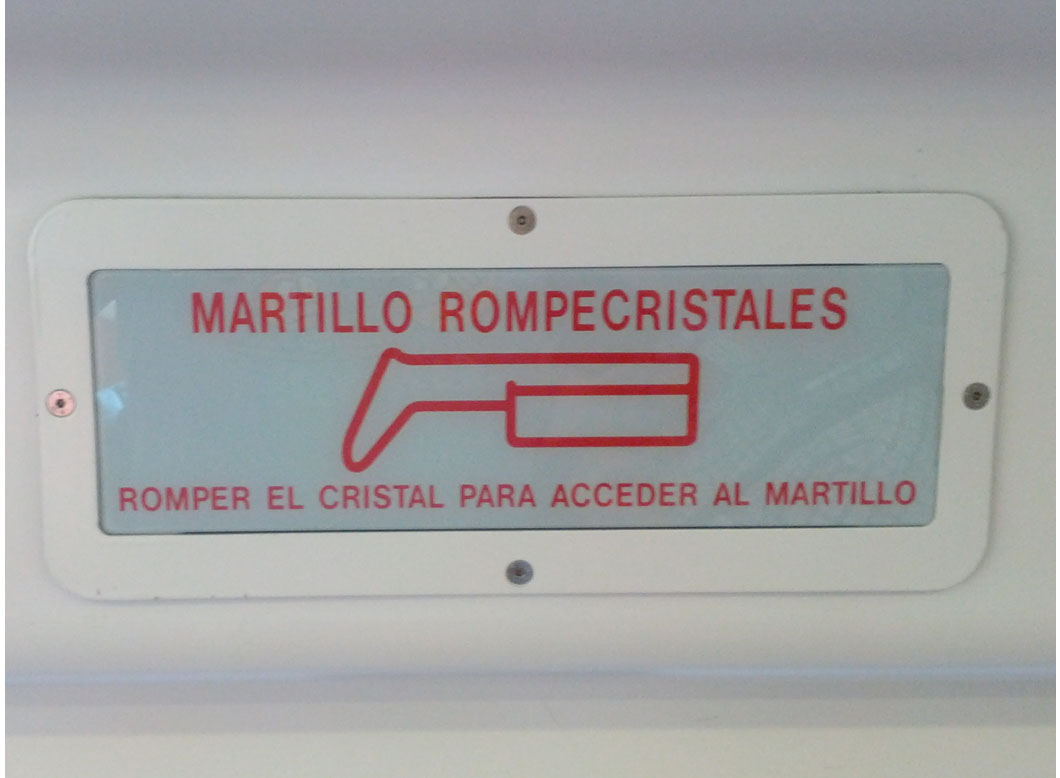 MARTILLO ROMPECRISTALES
ROMPER EL CRISTAL PARA ACCEDER AL MARTILLO